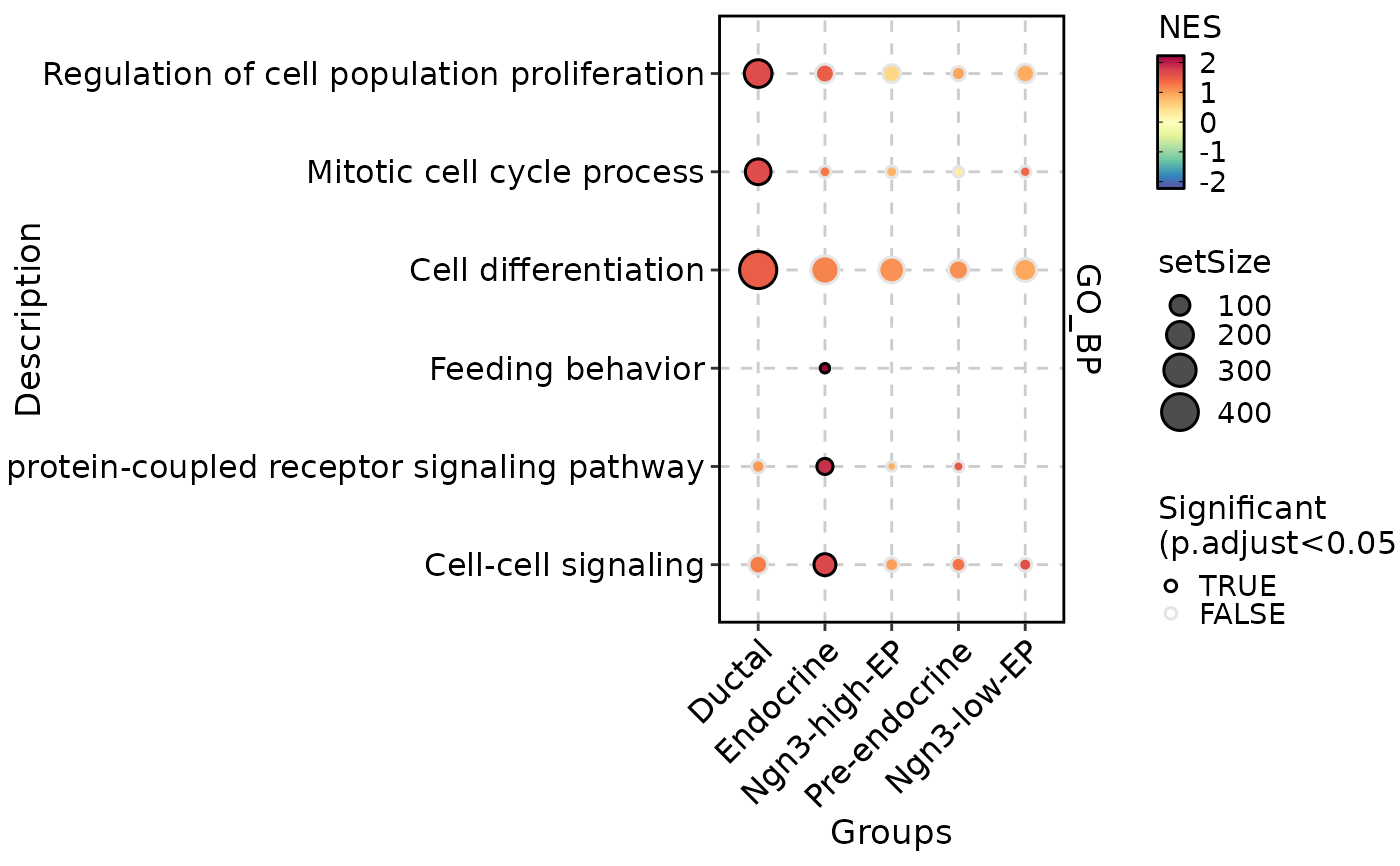 Regulation of cell population proliferation
Mitotic cell cycle process
Cell differentiation
Feeding behavior
protein-coupled receptor signaling pathway
Cell-cell signaling
Description
GO_BP
Ductal
Endocrine
Ngn3-high-EP
Pre-endocrine
Ngn3-low-EP
Groups
NES
2
1
0
-1
-2
setSize
100
200
300
400
Significant
(p.adjust<0.05
TRUE
FALSE